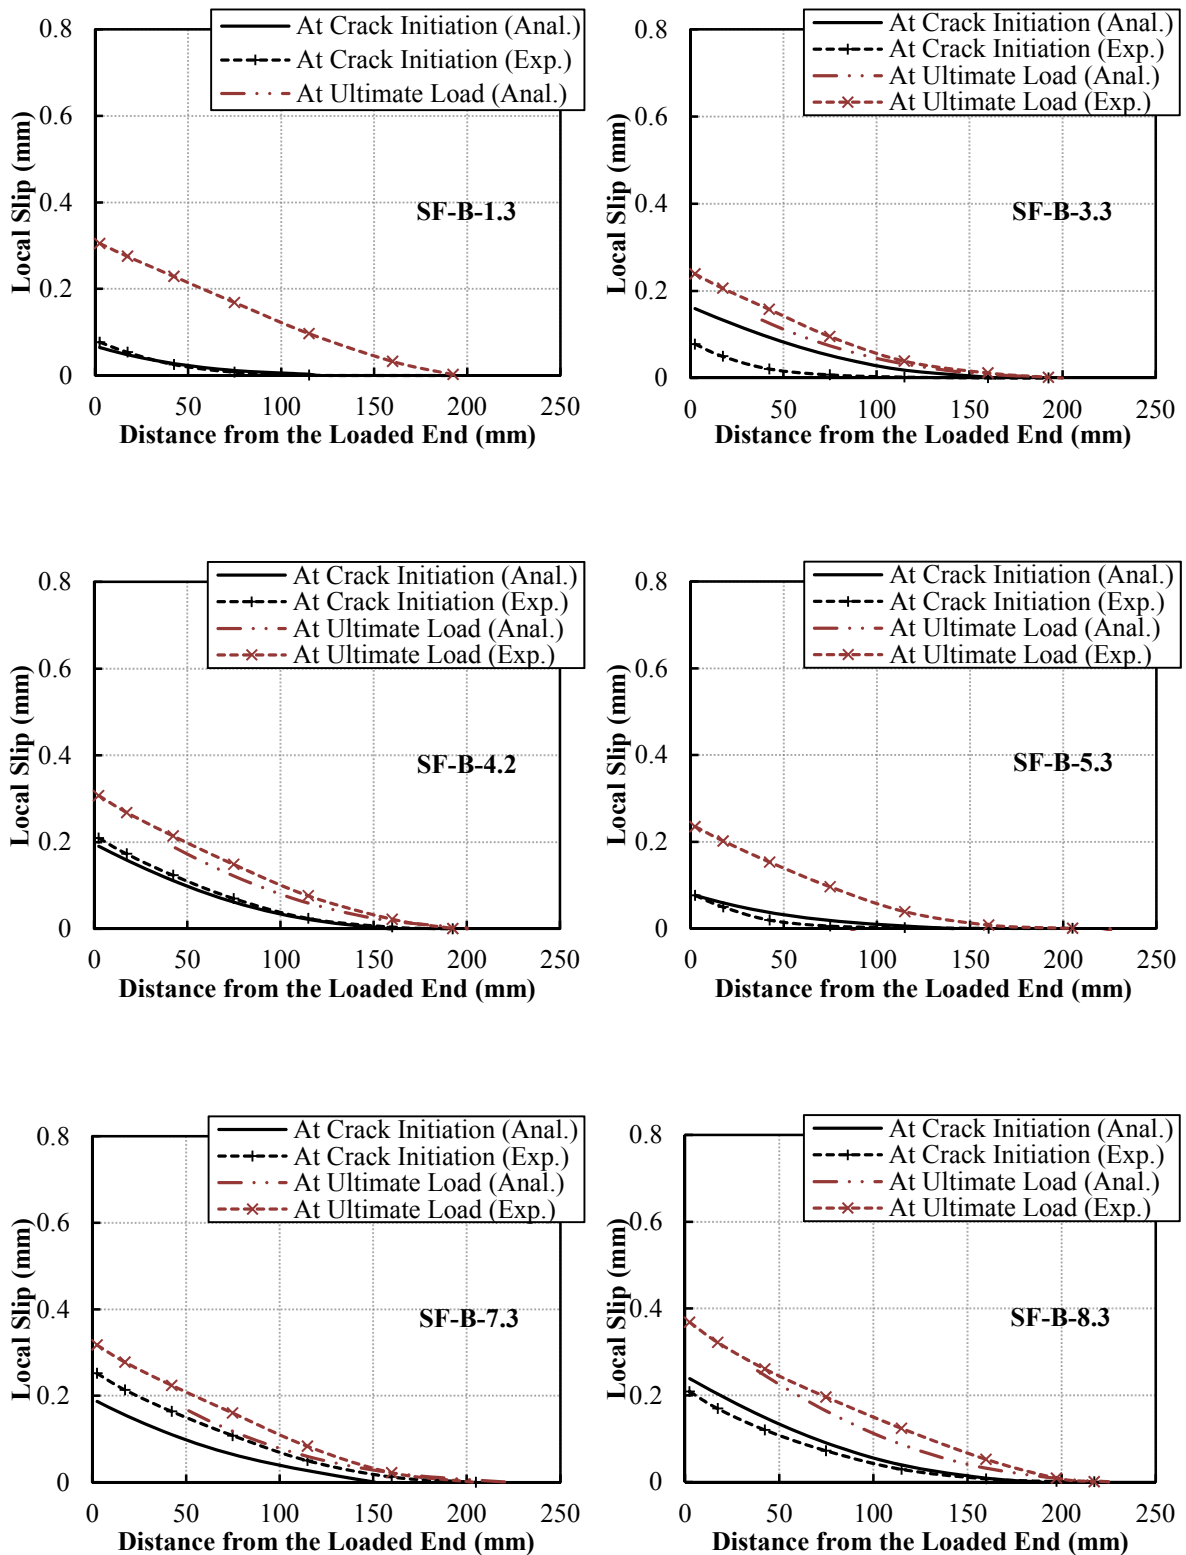 At Crack Initiation (Anal.)
At Crack Initiation (Exp.)
At Ultimate Load (Anal.)
SF-B-1.3
Local Slip (mm)
0.8
0.6
0.4
0.2
0
0 50 100 150 200 250
Distance from the Loaded End (mm)
At Crack Initiation (Anal.)
At Crack Initiation (Exp.)
At Ultimate Load (Anal.)
At Ultimate Load (Exp.)
SF-B-3.3
Local Slip (mm)
0.8
0.6
0.4
0.2
0
0 50 100 150 200 250
Distance from the Loaded End (mm)
At Crack Initiation (Anal.)
At Crack Initiation (Exp.)
At Ultimate Load (Anal.)
At Ultimate Load (Exp.)
SF-B-4.2
Local Slip (mm)
0.8
0.6
0.4
0.2
0
0 50 100 150 200 250
Distance from the Loaded End (mm)
At Crack Initiation (Anal.)
At Crack Initiation (Exp.)
At Ultimate Load (Anal.)
At Ultimate Load (Exp.)
SF-B-5.3
Local Slip (mm)
0.8
0.6
0.4
0.2
0
0 50 100 150 200 250
Distance from the Loaded End (mm)
At Crack Initiation (Anal.)
At Crack Initiation (Exp.)
At Ultimate Load (Anal.)
At Ultimate Load (Exp.)
SF-B-7.3
Local Slip (mm)
0.8
0.6
0.4
0.2
0
0 50 100 150 200 250
Distance from the Loaded End (mm)
At Crack Initiation (Anal.)
At Crack Initiation (Exp.)
At Ultimate Load (Anal.)
At Ultimate Load (Exp.)
SF-B-8.3
Local Slip (mm)
0.8
0.6
0.4
0.2
0
0 50 100 150 200 250
Distance from the Loaded End (mm)